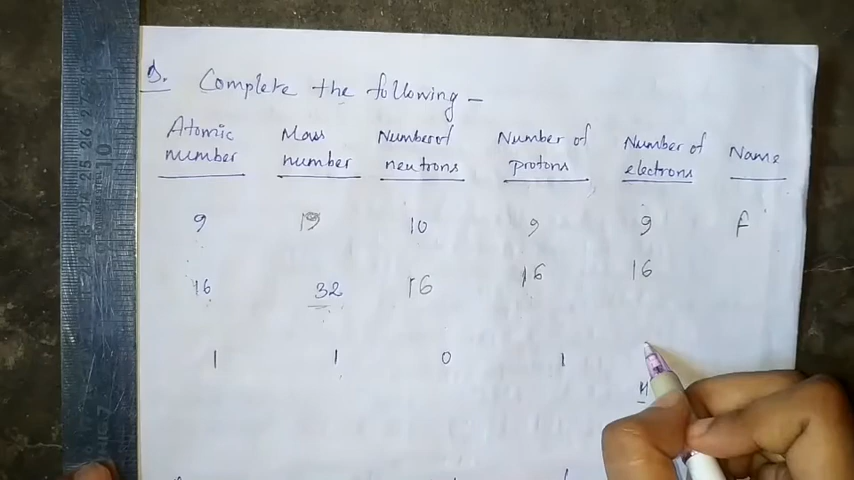 Q. Complete the following -
Atomic number Mass number Number of neutrons Number of protons Number of electrons Name
9 19 10 9 9 F
16 32 16 16 16
1 1 0 1